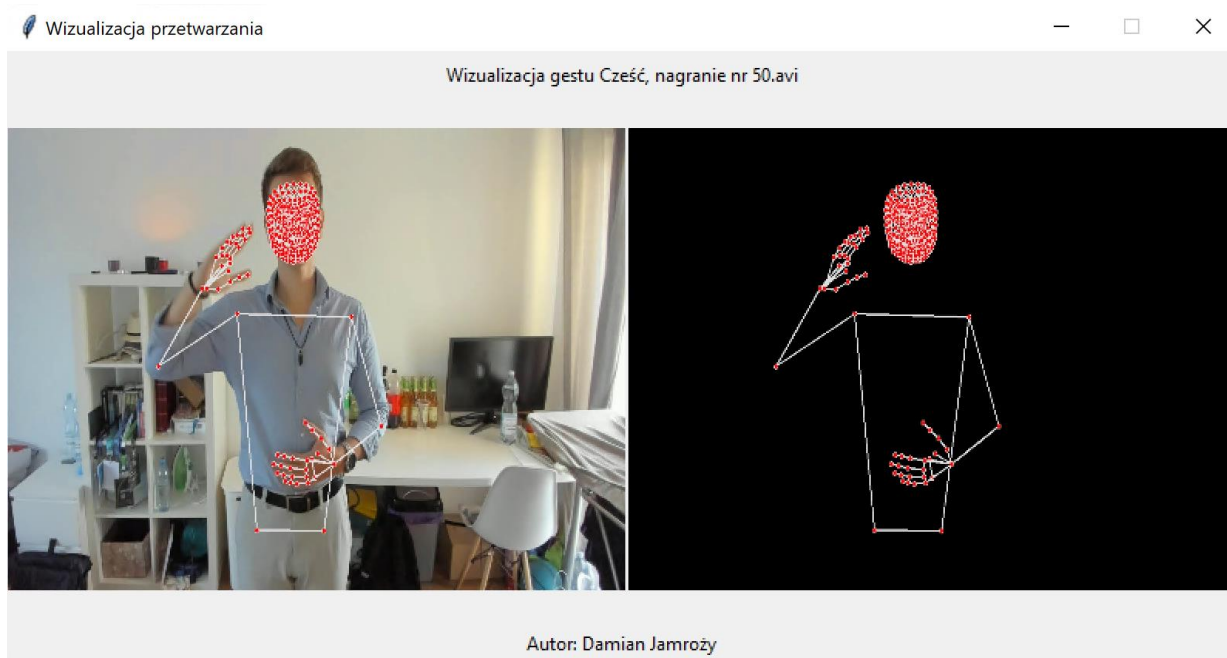 Wizualizacja przetwarzania
Wizualizacja gestu Cześć, nagranie nr 50.avi
Autor: Damian Jamroży